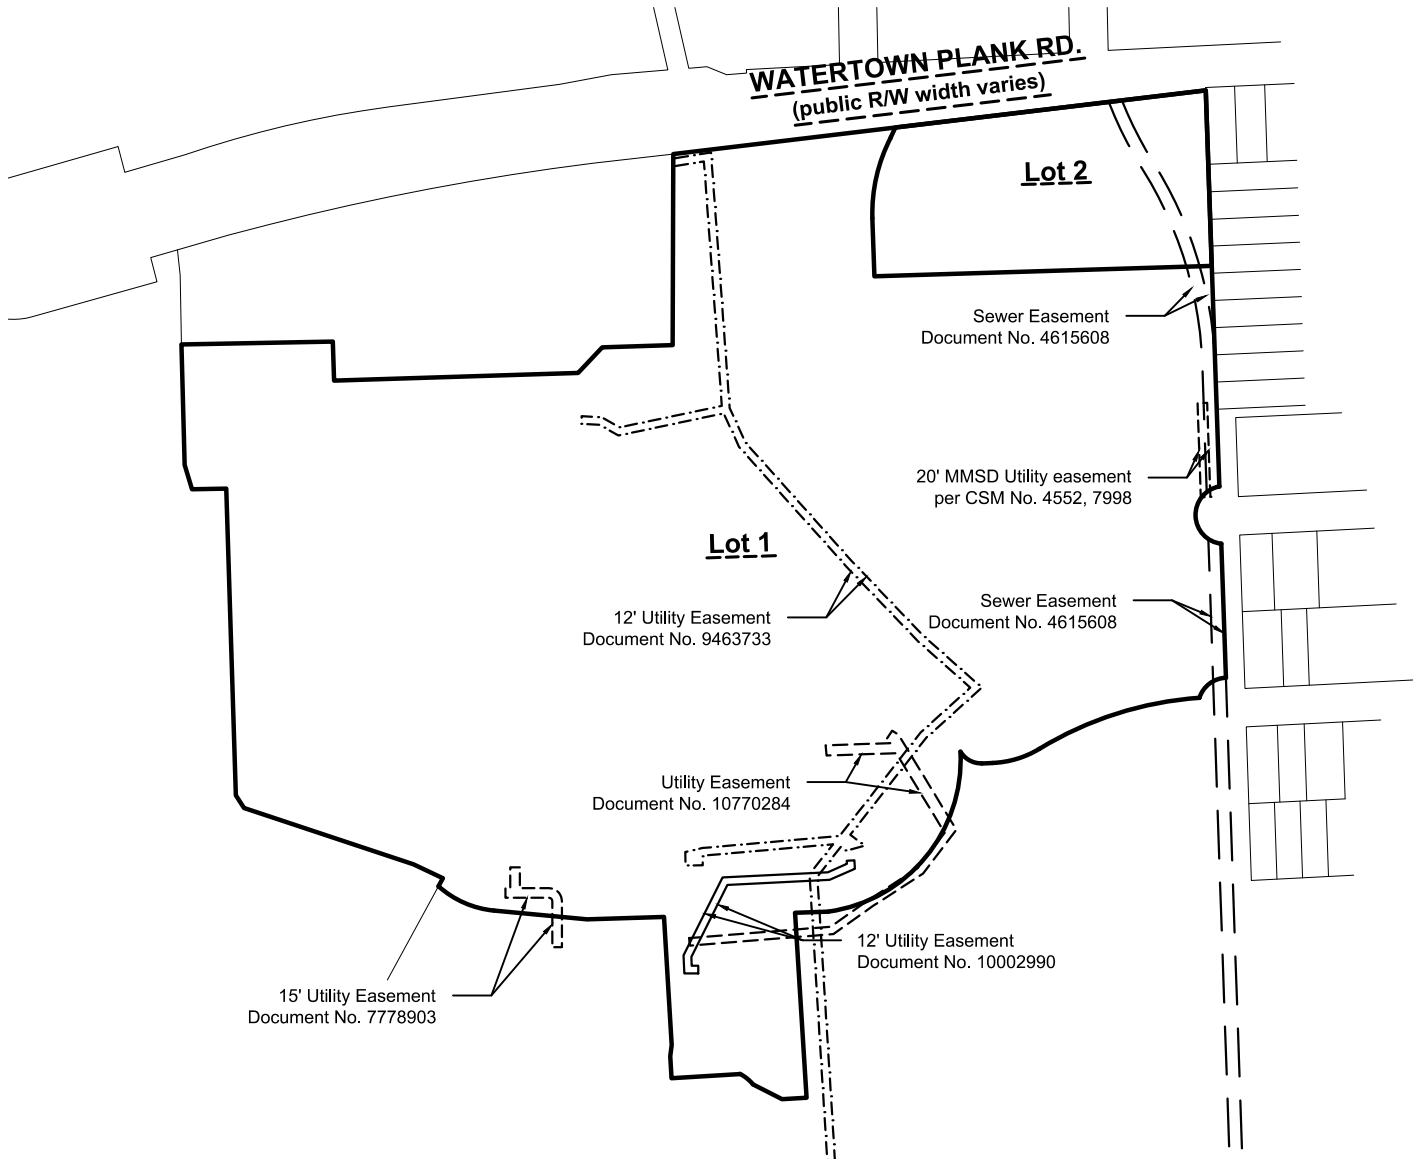 WATERTOWN PLANK RD.
(public R/W width varies)
Lot 2
Sewer Easement
Document No. 4615608
20' MMSD Utility easement
per CSM No. 4552, 7998
Lot 1
Sewer Easement
Document No. 4615608
12' Utility Easement
Document No. 9463733
Utility Easement
Document No. 10770284
12' Utility Easement
Document No. 10002990
15' Utility Easement
Document No. 7778903